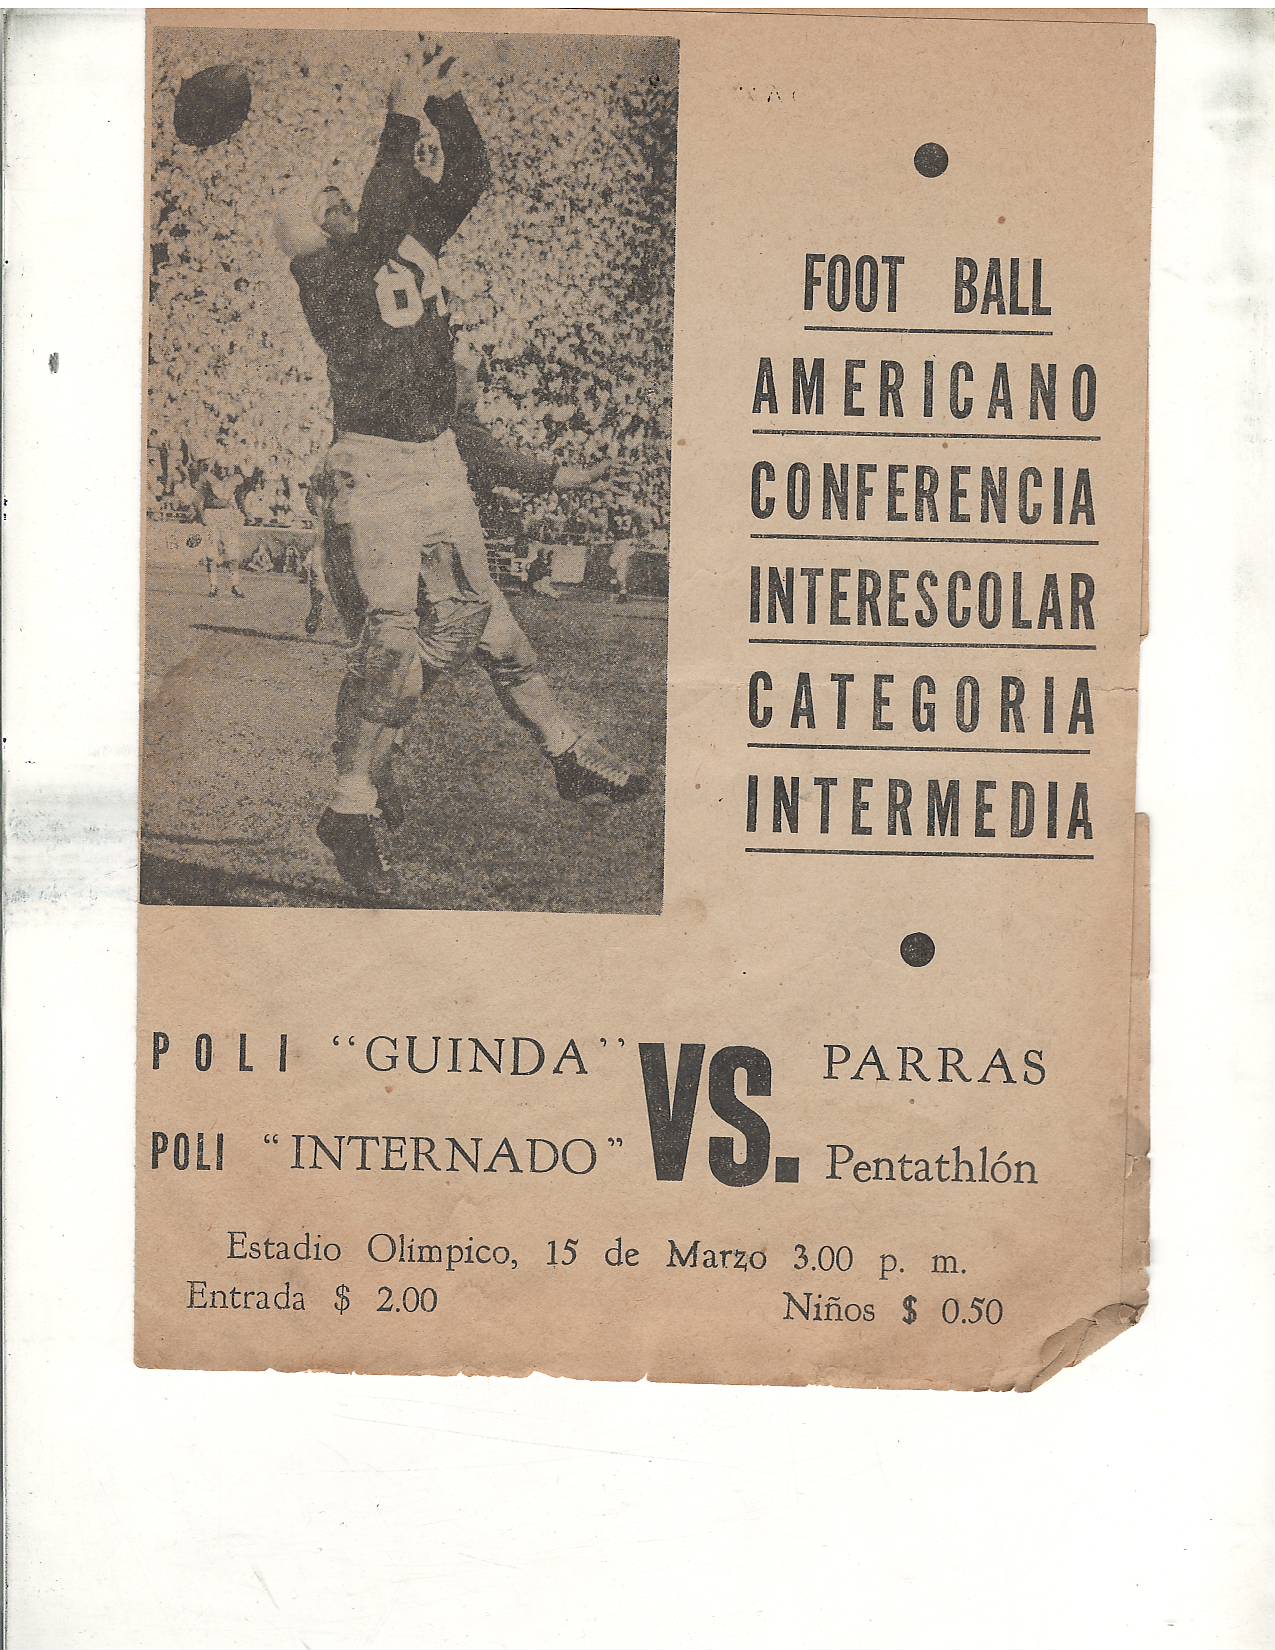 FOOT BALL
AMERICANO
CONFERENCIA
INTERESCOLAR
CATEGORIA
INTERMEDIA
POLI “GUINDA” VS. PARRAS
POLI “INTERNADO” Pentathlón
Estadio Olímpico, 15 de Marzo 3.00 p. m.
Entrada $ 2.00 Niños $ 0.50